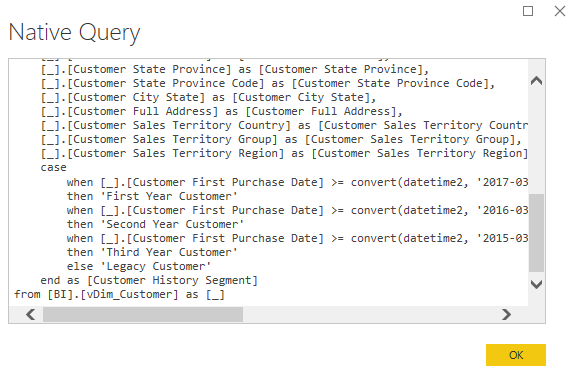 Native Query
[_].[Customer State Province] as [Customer State Province],
[_].[Customer State Province Code] as [Customer State Province Code],
[_].[Customer City State] as [Customer City State],
[_].[Customer Full Address] as [Customer Full Address],
[_].[Customer Sales Territory Country] as [Customer Sales Territory Countr
[_].[Customer Sales Territory Group] as [Customer Sales Territory Group],
[_].[Customer Sales Territory Region] as [Customer Sales Territory Region]
case
when [_].[Customer First Purchase Date] >= convert(datetime2, '2017-03
then 'First Year Customer'
when [_].[Customer First Purchase Date] >= convert(datetime2, '2016-03
then 'Second Year Customer'
when [_].[Customer First Purchase Date] >= convert(datetime2, '2015-03
then 'Third Year Customer'
else 'Legacy Customer'
end as [Customer History Segment]
from [BI].[vDim_Customer] as [_]
OK